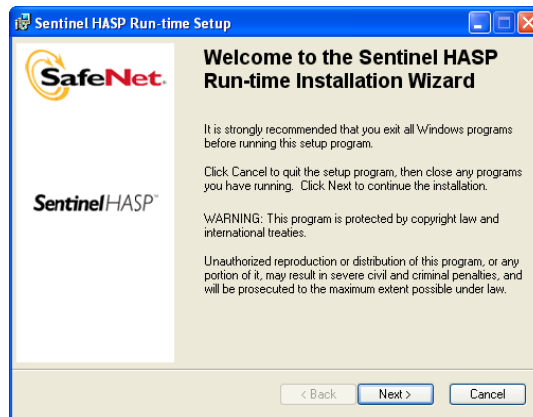 Sentinel HASP Run-time Setup
SafeNet.
Welcome to the Sentinel HASP
Run-time Installation Wizard
It is strongly recommended that you exit all Windows programs
before running this setup program.
Click Cancel to quit the setup program, then close any programs
you have running. Click Next to continue the installation.
Sentinel HASP™
WARNING: This program is protected by copyright law and
international treaties.
Unauthorized reproduction or distribution of this program, or any
portion of it, may result in severe civil and criminal penalties, and
will be prosecuted to the maximum extent possible under law.
< Back
Next >
Cancel